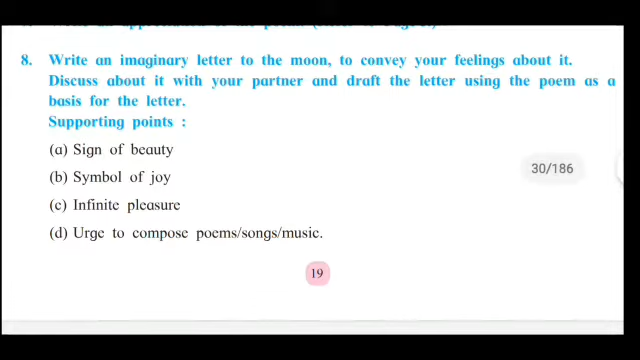 8. Write an imaginary letter to the moon, to convey your feelings about it.
Discuss about it with your partner and draft the letter using the poem as a
basis for the letter.
Supporting points :
(a) Sign of beauty
(b) Symbol of joy
30/186
(c) Infinite pleasure
(d) Urge to compose poems/songs/music.
19